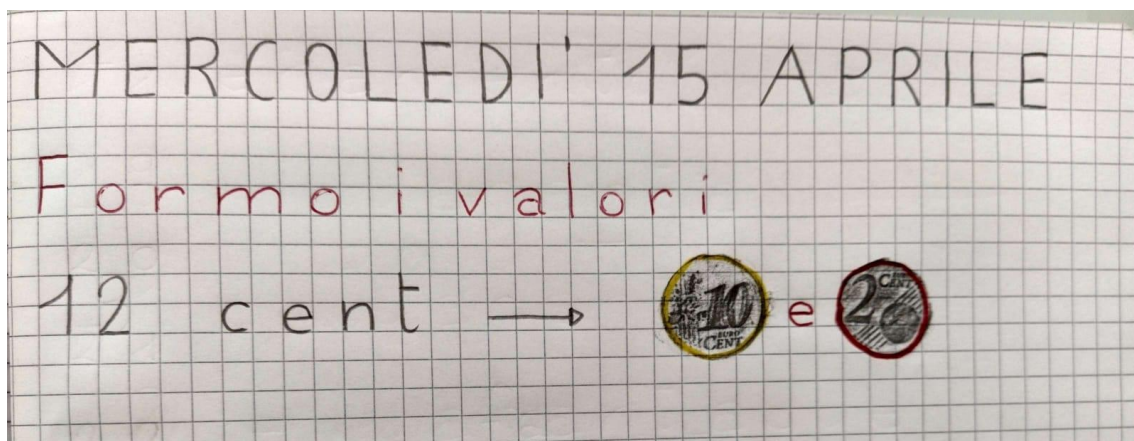 MERCOLEDI' 15 APRILE
Formo i valori
12 cent → 10 EURO CENT e 2 CENT